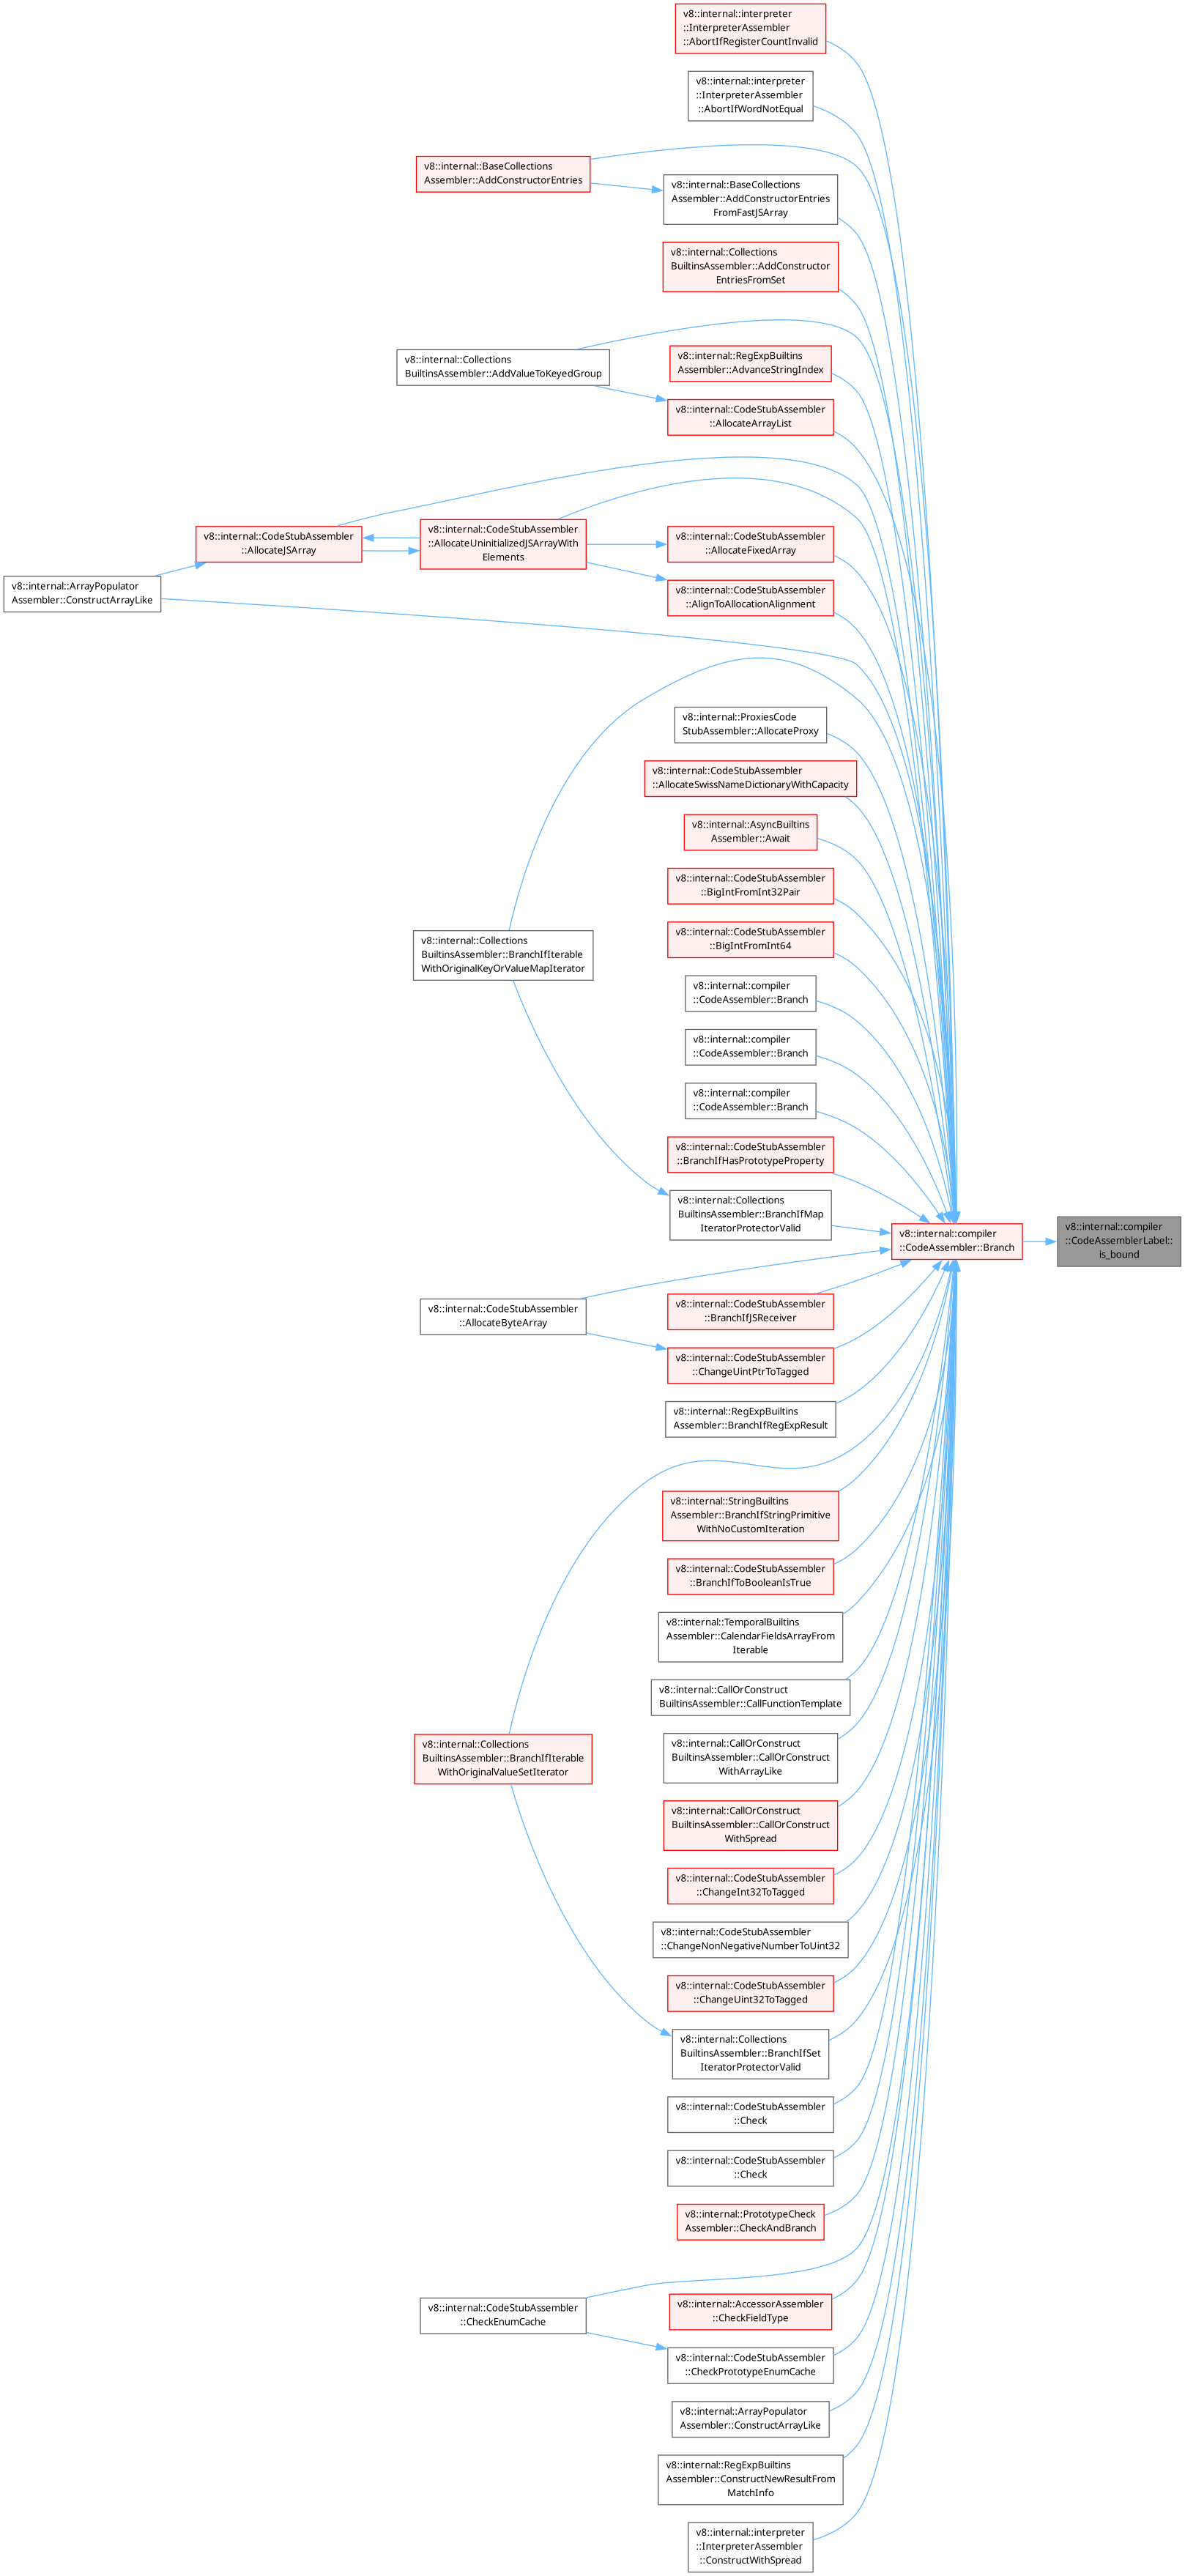 v8::internal::interpreter
::InterpreterAssembler
::AbortIfRegisterCountInvalid
v8::internal::interpreter
::InterpreterAssembler
::AbortIfWordNotEqual
v8::internal::BaseCollections
Assembler::AddConstructorEntries
v8::internal::BaseCollections
Assembler::AddConstructorEntries
FromFastJSArray
v8::internal::Collections
BuiltinsAssembler::AddConstructor
EntriesFromSet
v8::internal::Collections
BuiltinsAssembler::AddValueToKeyedGroup
v8::internal::RegExpBuiltins
Assembler::AdvanceStringIndex
v8::internal::CodeStubAssembler
::AllocateArrayList
v8::internal::CodeStubAssembler
::AllocateJSArray
v8::internal::CodeStubAssembler
::AllocateUninitializedJSArrayWith
Elements
v8::internal::CodeStubAssembler
::AllocateFixedArray
v8::internal::ArrayPopulator
Assembler::ConstructArrayLike
v8::internal::CodeStubAssembler
::AlignToAllocationAlignment
v8::internal::ProxiesCode
StubAssembler::AllocateProxy
v8::internal::CodeStubAssembler
::AllocateSwissNameDictionaryWithCapacity
v8::internal::AsyncBuiltins
Assembler::Await
v8::internal::CodeStubAssembler
::BigIntFromInt32Pair
v8::internal::Collections
BuiltinsAssembler::BranchIfIterable
WithOriginalKeyOrValueMapIterator
v8::internal::CodeStubAssembler
::BigIntFromInt64
v8::internal::compiler
::CodeAssembler::Branch
v8::internal::compiler
::CodeAssembler::Branch
v8::internal::compiler
::CodeAssembler::Branch
v8::internal::CodeStubAssembler
::BranchIfHasPrototypeProperty
v8::internal::Collections
BuiltinsAssembler::BranchIfMap
IteratorProtectorValid
v8::internal::compiler
::CodeAssembler::Branch
v8::internal::compiler
::CodeAssemblerLabel::
is_bound
v8::internal::CodeStubAssembler
::AllocateByteArray
v8::internal::CodeStubAssembler
::BranchIfJSReceiver
v8::internal::CodeStubAssembler
::ChangeUintPtrToTagged
v8::internal::RegExpBuiltins
Assembler::BranchIfRegExpResult
v8::internal::StringBuiltins
Assembler::BranchIfStringPrimitive
WithNoCustomIteration
v8::internal::CodeStubAssembler
::BranchIfToBooleanIsTrue
v8::internal::TemporalBuiltins
Assembler::CalendarFieldsArrayFrom
Iterable
v8::internal::CallOrConstruct
BuiltinsAssembler::CallFunctionTemplate
v8::internal::Collections
BuiltinsAssembler::BranchIfIterable
WithOriginalValueSetIterator
v8::internal::CallOrConstruct
BuiltinsAssembler::CallOrConstruct
WithArrayLike
v8::internal::CallOrConstruct
BuiltinsAssembler::CallOrConstruct
WithSpread
v8::internal::CodeStubAssembler
::ChangeInt32ToTagged
v8::internal::CodeStubAssembler
::ChangeNonNegativeNumberToUint32
v8::internal::CodeStubAssembler
::ChangeUint32ToTagged
v8::internal::Collections
BuiltinsAssembler::BranchIfSet
IteratorProtectorValid
v8::internal::CodeStubAssembler
::Check
v8::internal::CodeStubAssembler
::Check
v8::internal::PrototypeCheck
Assembler::CheckAndBranch
v8::internal::CodeStubAssembler
::CheckEnumCache
v8::internal::AccessorAssembler
::CheckFieldType
v8::internal::CodeStubAssembler
::CheckPrototypeEnumCache
v8::internal::ArrayPopulator
Assembler::ConstructArrayLike
v8::internal::RegExpBuiltins
Assembler::ConstructNewResultFrom
MatchInfo
v8::internal::interpreter
::InterpreterAssembler
::ConstructWithSpread